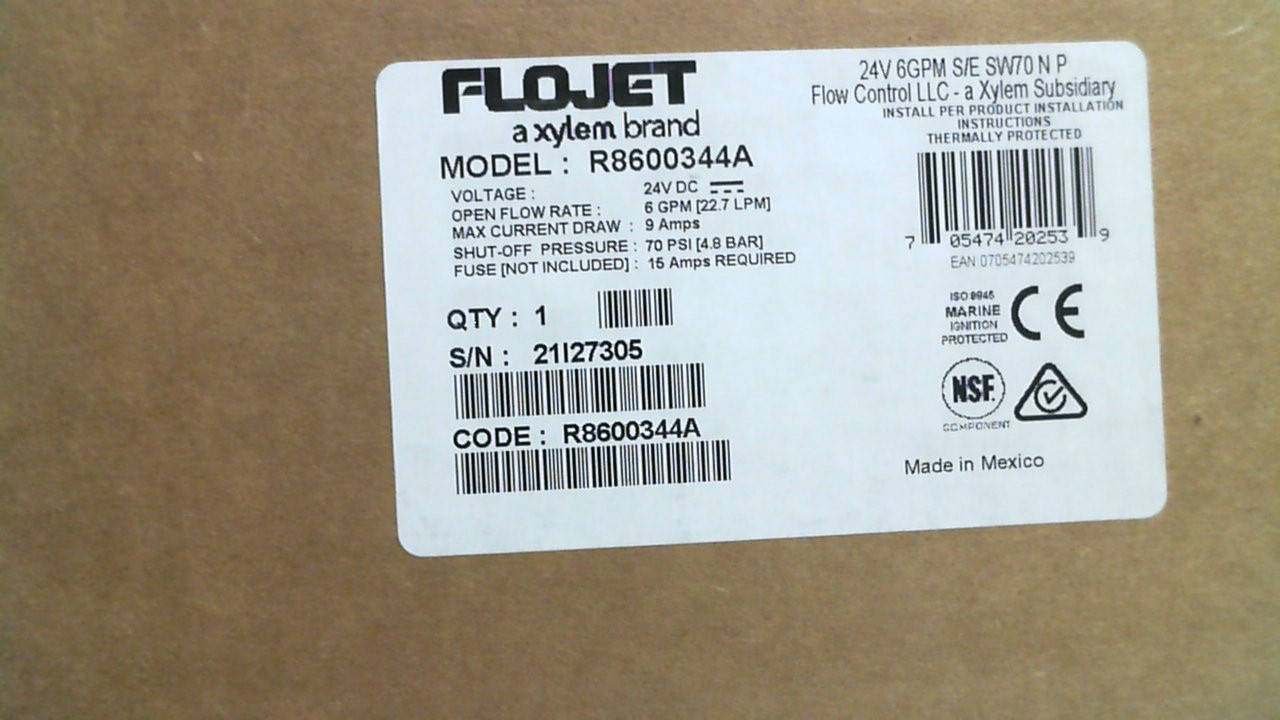 FLOJET
a xylem brand
MODEL : R8600344A
VOLTAGE : 24V DC
OPEN FLOW RATE : 6 GPM [22.7 LPM]
MAX CURRENT DRAW : 9 Amps
SHUT-OFF PRESSURE : 70 PSI [4.8 BAR]
FUSE [NOT INCLUDED] : 15 Amps REQUIRED
QTY : 1
S/N : 21I27305
CODE : R8600344A
24V 6GPM S/E SW70 N P
Flow Control LLC - a Xylem Subsidiary
INSTALL PER PRODUCT INSTALLATION
INSTRUCTIONS
THERMALLY PROTECTED
7 05474 20253 9
EAN 0705474202539
ISO 8846
MARINE
IGNITION
PROTECTED
CE
NSF.
COMPONENT
Made in Mexico